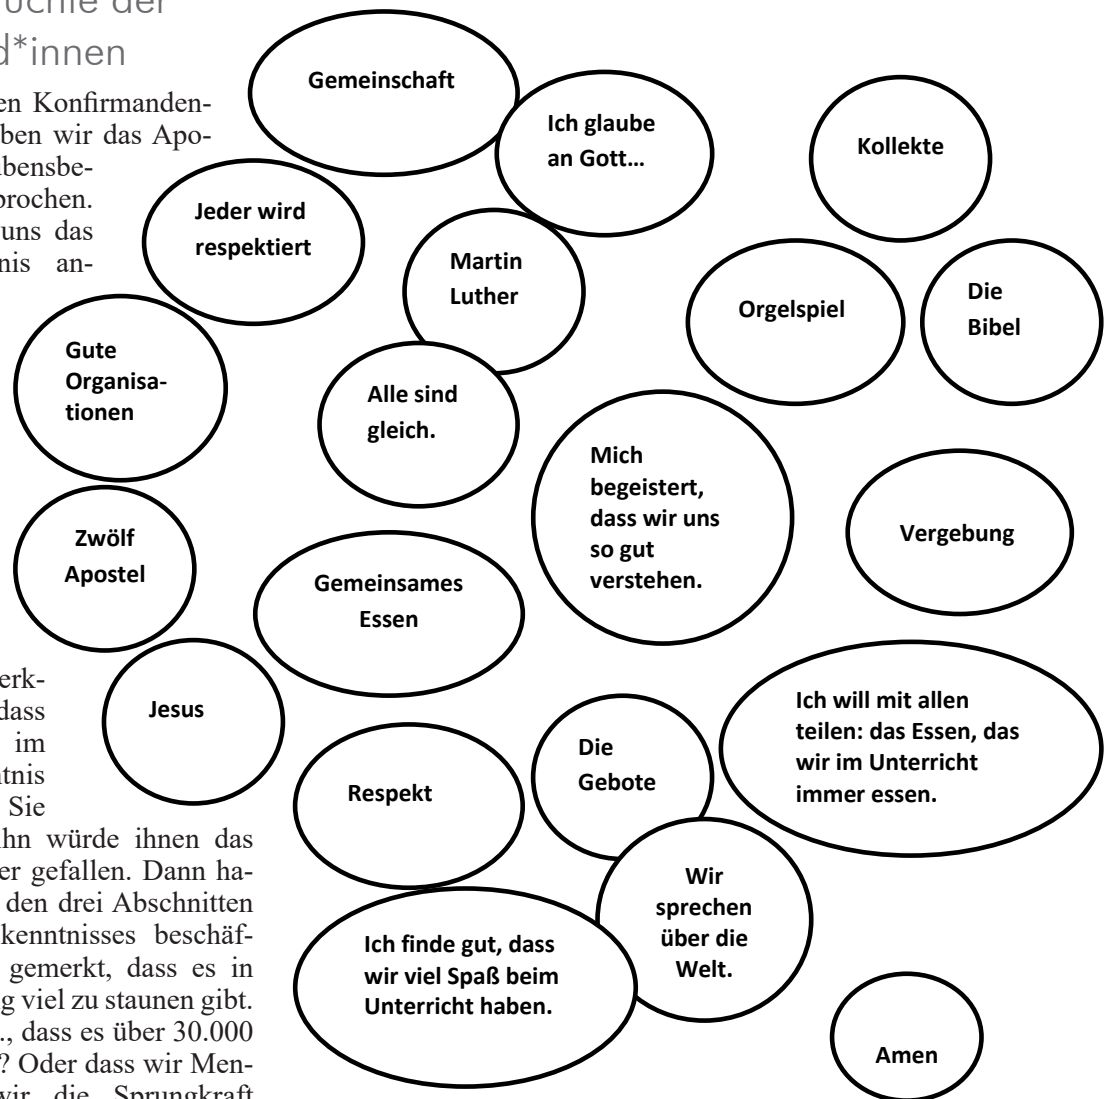 der
d*innen
en Konfirmanden-
ben wir das Apo-
bensbe-
prochen.
uns das
nis an-
erk-
dass
im
ntnis
Sie
ihn würde ihnen das
er gefallen. Dann ha-
den drei Abschnitten
kenntnisses beschäf-
gemerkt, dass es in
g viel zu staunen gibt.
., dass es über 30.000
? Oder dass wir Men-
wir die Sprungkraft
Gemeinschaft
Ich glaube
an Gott...
Kollekte
Jeder wird
respektiert
Martin
Luther
Orgelspiel
Die
Bibel
Gute
Organisa-
tionen
Alle sind
gleich.
Mich
begeistert,
dass wir uns
so gut
verstehen.
Vergebung
Zwölf
Apostel
Gemeinsames
Essen
Jesus
Ich will mit allen
teilen: das Essen, das
wir im Unterricht
immer essen.
Respekt
Die
Gebote
Wir
sprechen
über die
Welt.
Ich finde gut, dass
wir viel Spaß beim
Unterricht haben.
Amen